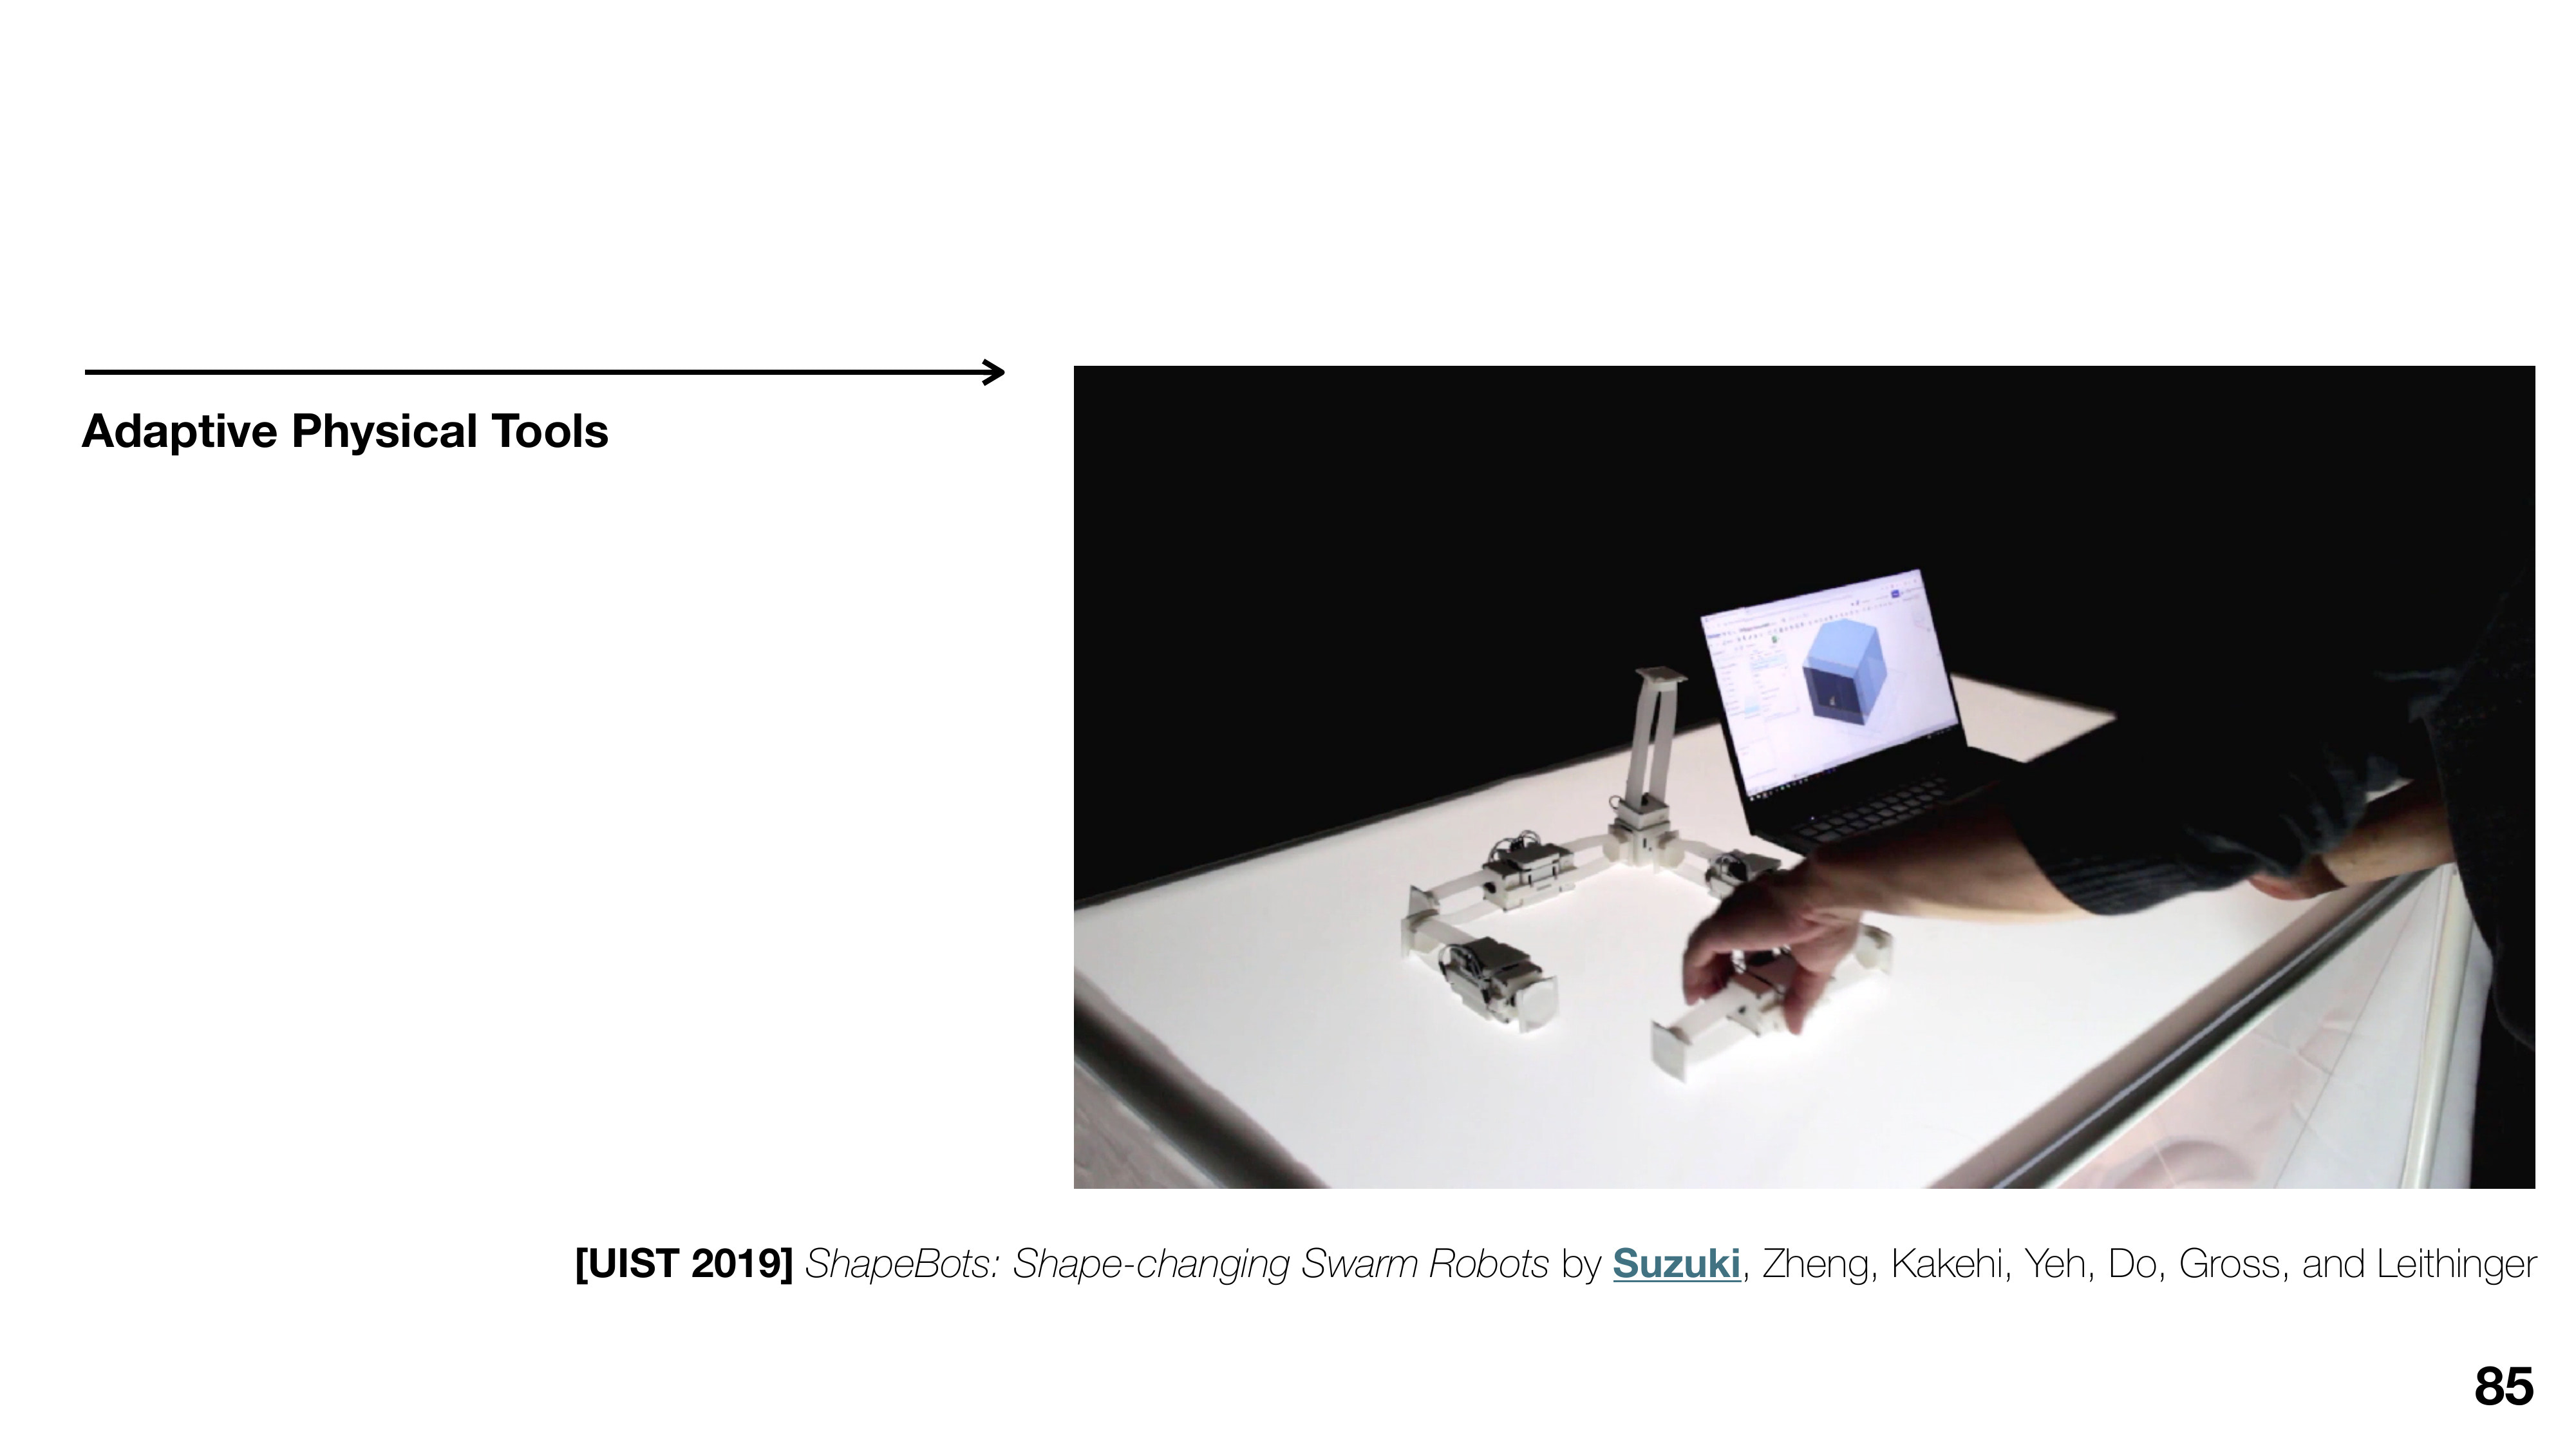 Adaptive Physical Tools
[UIST 2019] ShapeBots: Shape-changing Swarm Robots by Suzuki, Zheng, Kakehi, Yeh, Do, Gross, and Leithinger
85